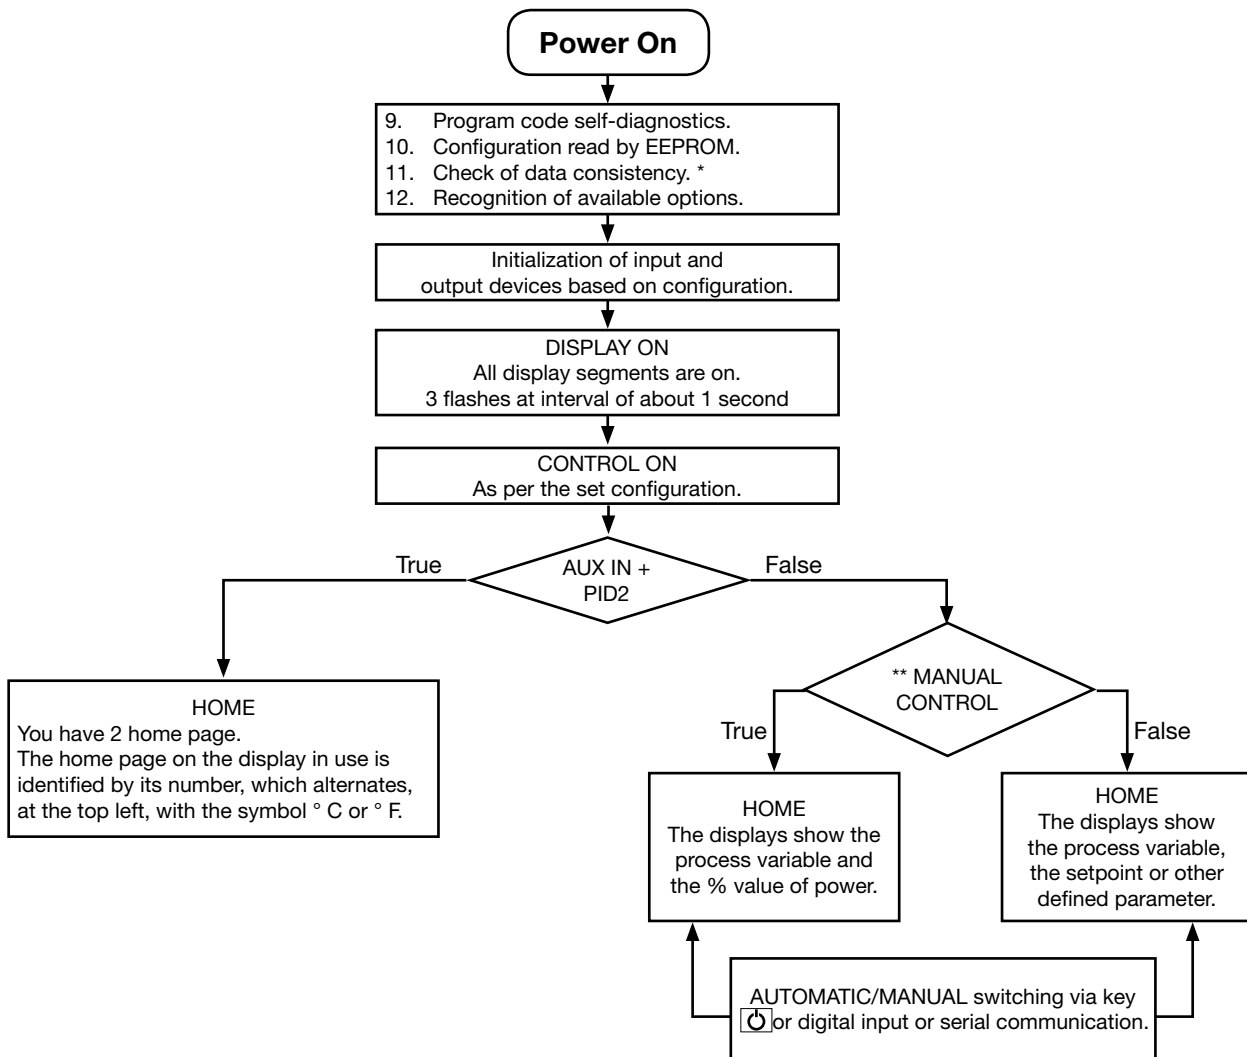 Power On
9. Program code self-diagnostics.
10. Configuration read by EEPROM.
11. Check of data consistency. *
12. Recognition of available options.
Initialization of input and
output devices based on configuration.
DISPLAY ON
All display segments are on.
3 flashes at interval of about 1 second
CONTROL ON
As per the set configuration.
True
AUX IN +
PID2
False
HOME
You have 2 home page.
The home page on the display in use is
identified by its number, which alternates,
at the top left, with the symbol ° C or ° F.
** MANUAL
CONTROL
True
False
HOME
The displays show the
process variable and
the % value of power.
HOME
The displays show
the process variable,
the setpoint or other
defined parameter.
AUTOMATIC/MANUAL switching via key
or digital input or serial communication.